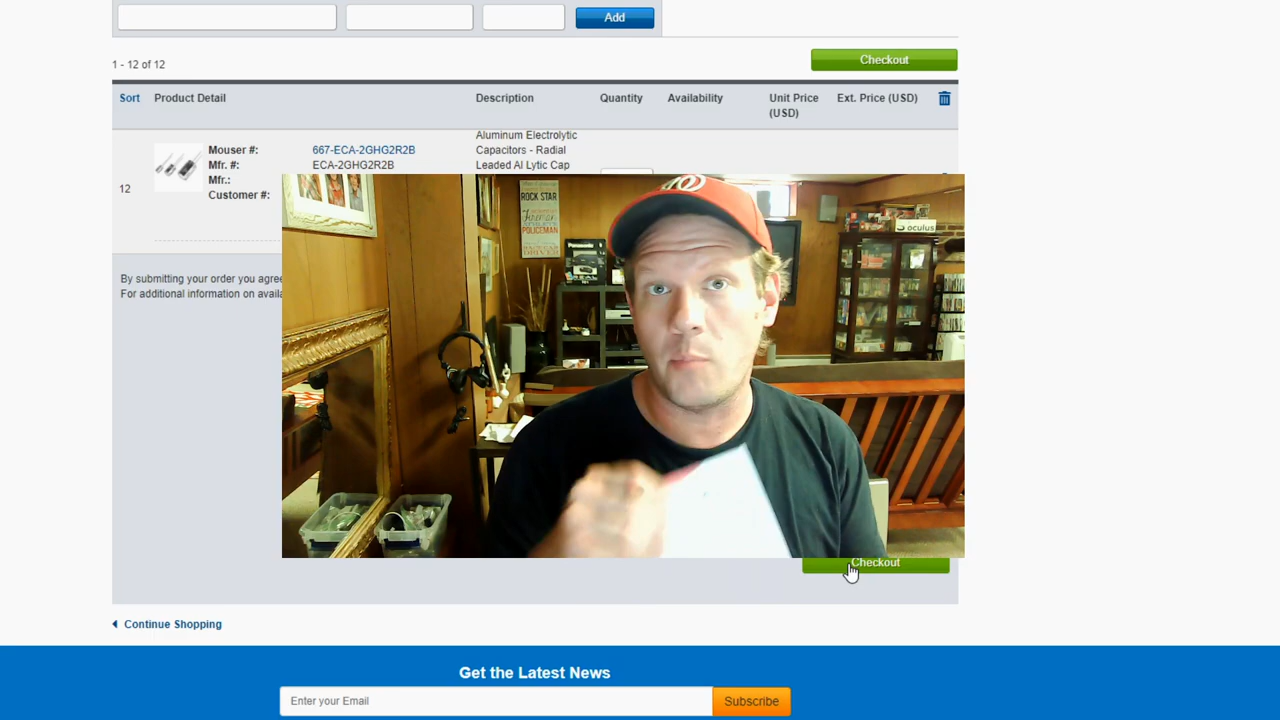 Add
1 - 12 of 12
Checkout
Sort
Product Detail
Description
Quantity
Availability
Unit Price
(USD)
Ext. Price (USD)
12
Mouser #:
667-ECA-2GHG2R2B
Mfr. #:
ECA-2GHG2R2B
Mfr.:
Customer #:
Aluminum Electrolytic
Capacitors - Radial
Leaded Al Lytic Cap
By submitting your order you agree
For additional information on
ROCK STAR
POLICEMAN
Panasonic
oculus
Checkout
Continue Shopping
Get the Latest News
Enter your Email
Subscribe